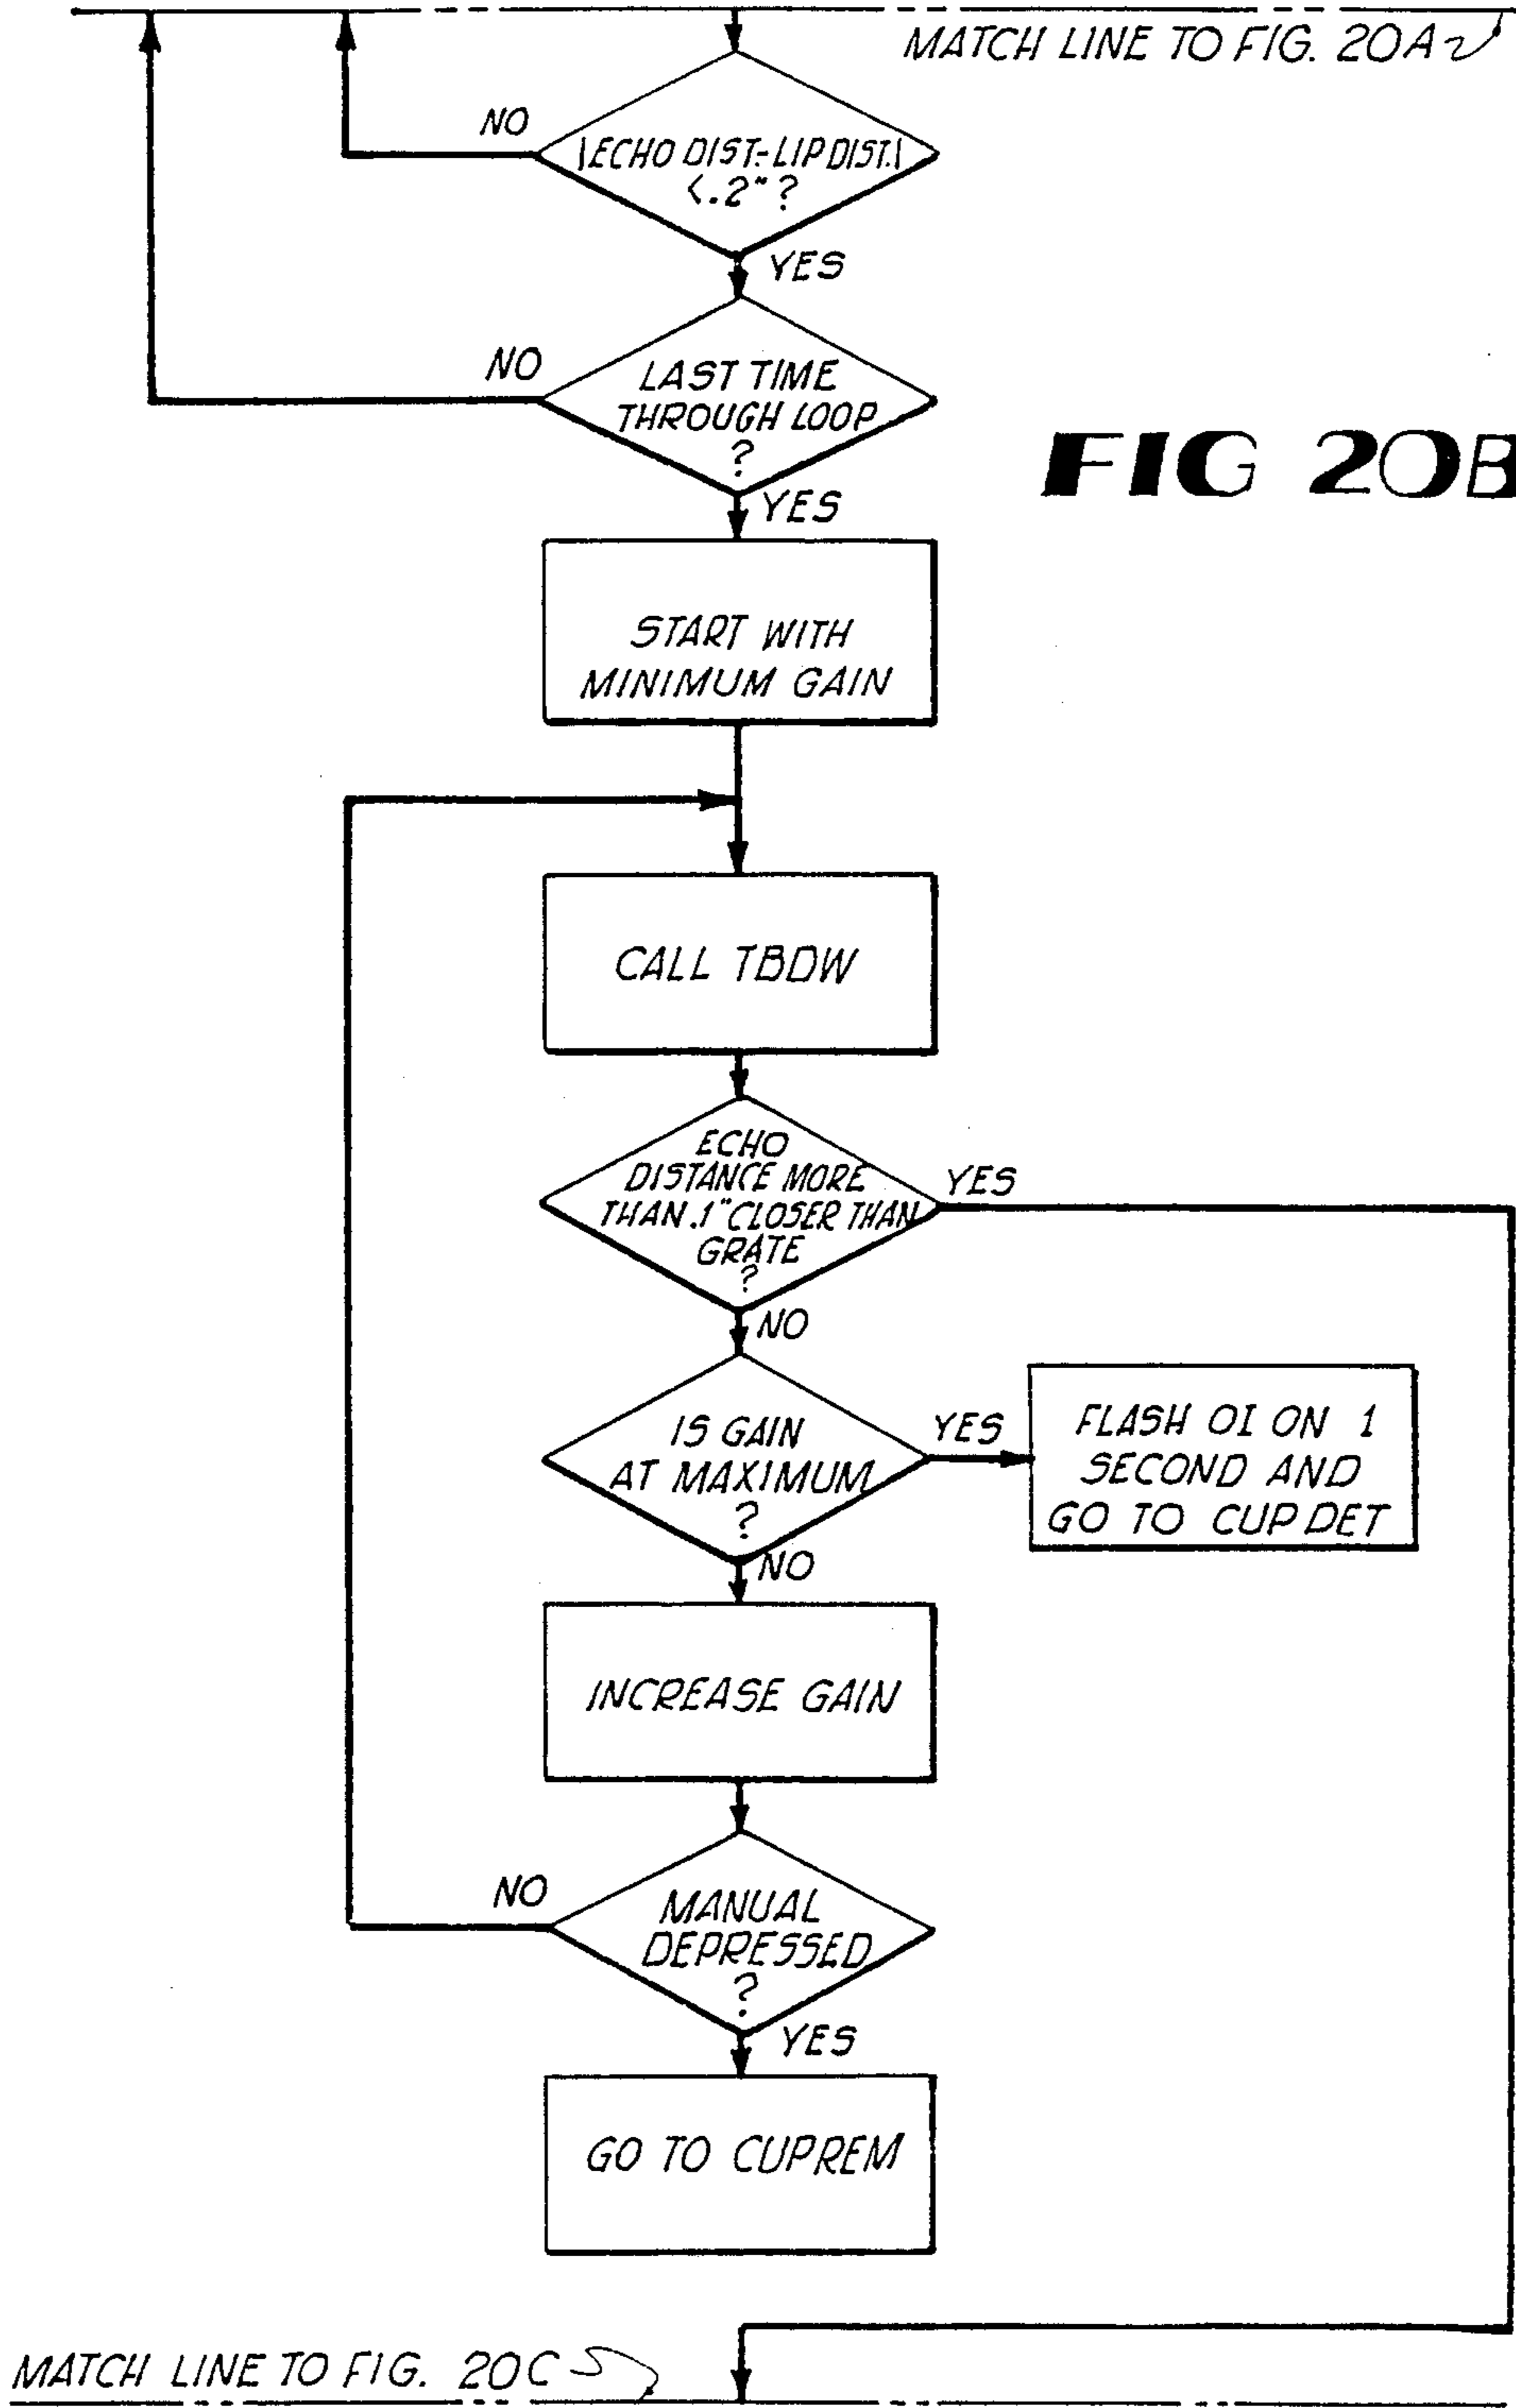 MATCH LINE TO FIG. 20A
NO
|ECHO DIST.-LIP DIST.|
<.2" ?
YES
NO
LAST TIME
THROUGH LOOP
?
FIG 20B
YES
START WITH
MINIMUM GAIN
CALL TBDW
ECHO
DISTANCE MORE
THAN .1" CLOSER THAN
GRATE
?
YES
NO
IS GAIN
AT MAXIMUM
?
YES
FLASH OI ON 1
SECOND AND
GO TO CUP DET
NO
INCREASE GAIN
NO
MANUAL
DEPRESSED
?
YES
GO TO CUPREM
MATCH LINE TO FIG. 20C